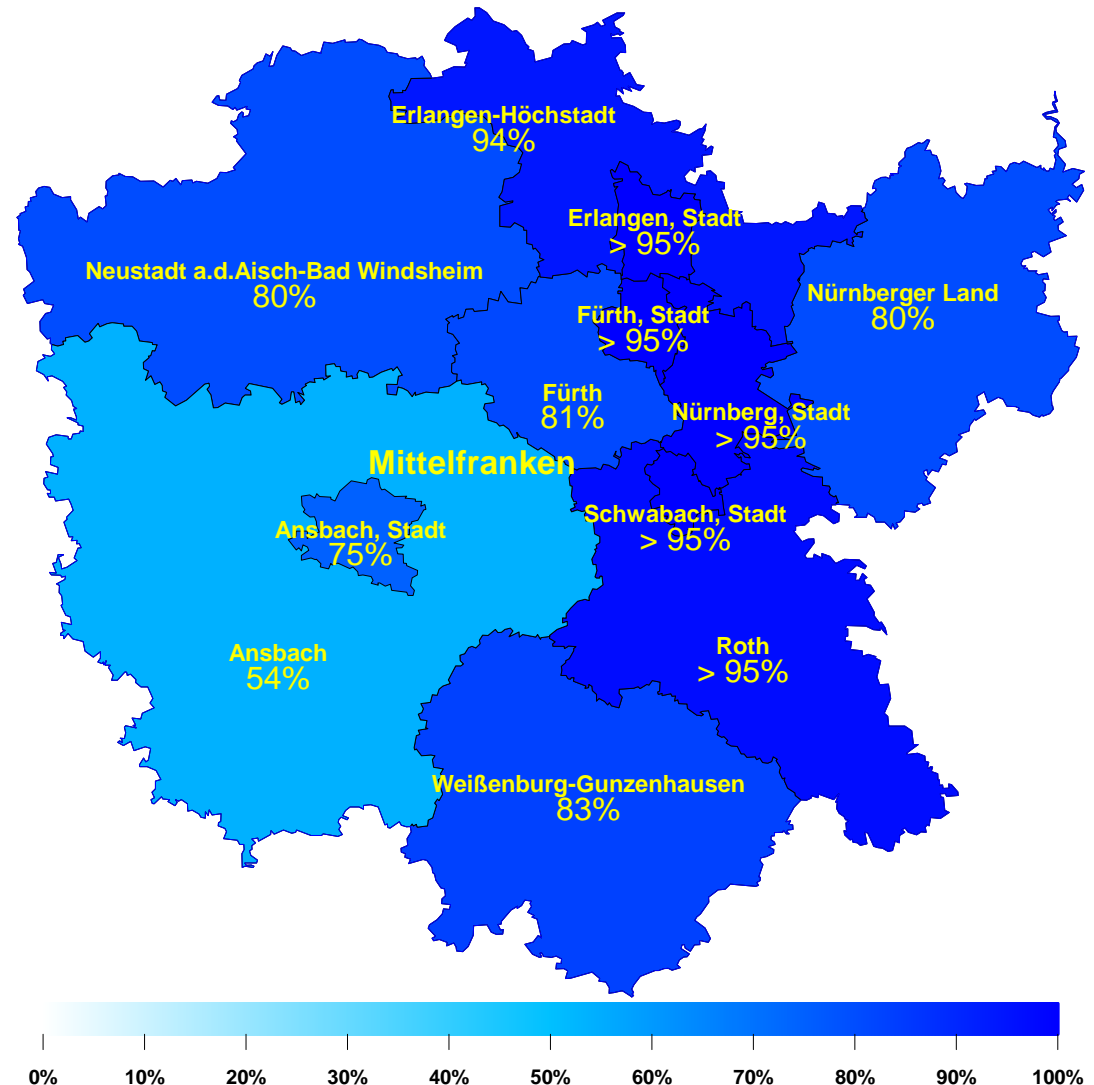 Erlangen-Höchstadt
94%
Erlangen, Stadt
> 95%
Neustadt a.d.Aisch-Bad Windsheim
80%
Nürnberger Land
80%
Fürth, Stadt
> 95%
Fürth
81%
Nürnberg, Stadt
> 95%
Mittelfranken
Ansbach, Stadt
75%
Schwabach, Stadt
> 95%
Ansbach
54%
Roth
> 95%
Weißenburg-Gunzenhausen
83%
0% 10% 20% 30% 40% 50% 60% 70% 80% 90% 100%